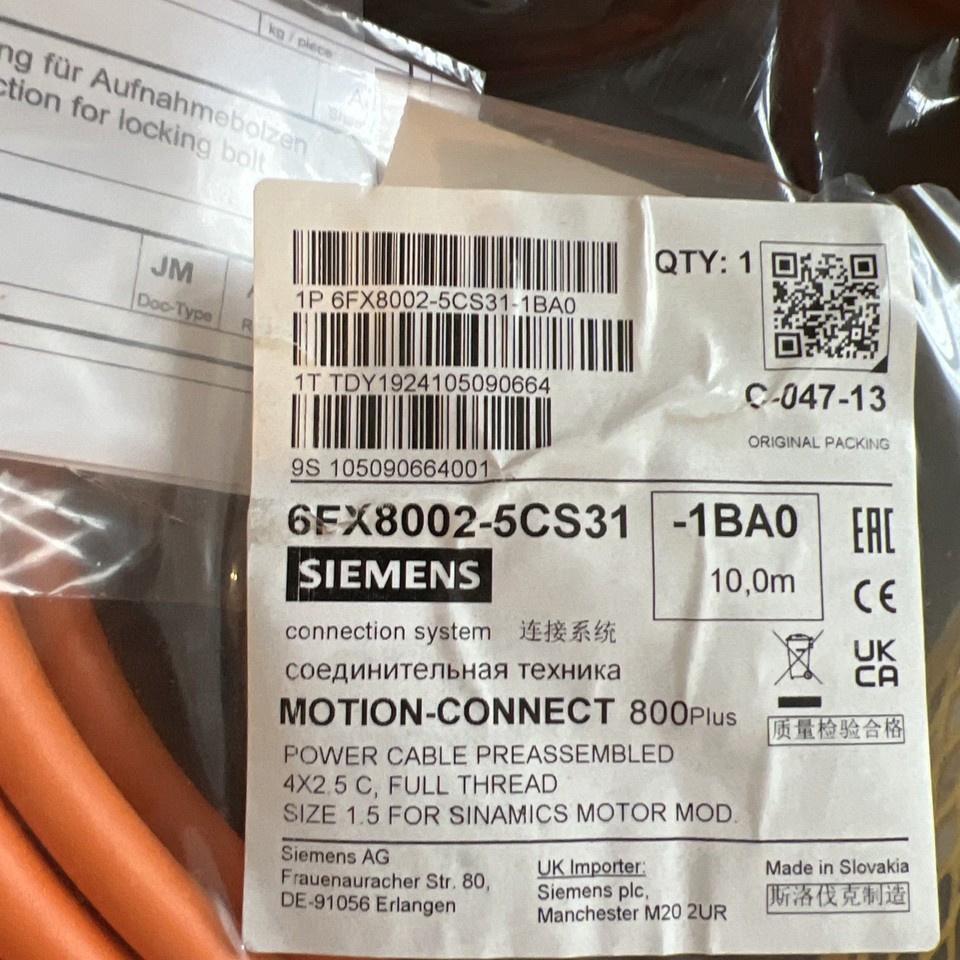 kg / piece
ng für Aufnahmebolzen
ction for locking bolt
JM
Doc-Type
QTY: 1
1P 6FX8002-5CS31-1BA0
1T TDY1924105090664
C-047-13
ORIGINAL PACKING
9S 105090664001
6FX8002-5CS31
-1BA0
10,0m
EAC
SIEMENS
CE
connection system 连接系统
UK
CA
соединительная техника
MOTION-CONNECT 800Plus
质量检验合格
POWER CABLE PREASSEMBLED
4X2.5 C, FULL THREAD
SIZE 1.5 FOR SINAMICS MOTOR MOD.
Siemens AG
Frauenauracher Str. 80,
DE-91056 Erlangen
UK Importer:
Siemens plc,
Manchester M20 2UR
Made in Slovakia
斯洛伐克制造